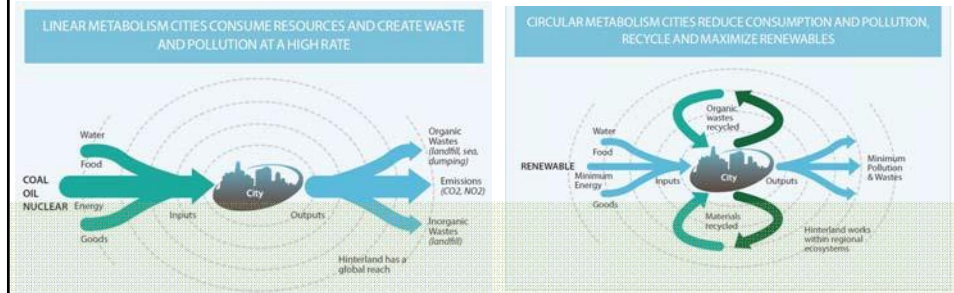 LINEAR METABOLISM CITIES CONSUME RESOURCES AND CREATE WASTE
AND POLLUTION AT A HIGH RATE
Water
Food
COAL
OIL
NUCLEAR
Energy
Goods
Inputs
City
Outputs
Organic
Wastes
(landfill, sea,
dumping)
Emissions
(CO2, NO2)
Inorganic
Wastes
(landfill)
Hinterland has a
global reach
CIRCULAR METABOLISM CITIES REDUCE CONSUMPTION AND POLLUTION,
RECYCLE AND MAXIMIZE RENEWABLES
Organic
wastes
recycled
Water
Food
RENEWABLE
Minimum
Energy
Goods
Inputs
City
Outputs
Minimum
Pollution
& Wastes
Materials
recycled
Hinterland works
within regional
ecosystems